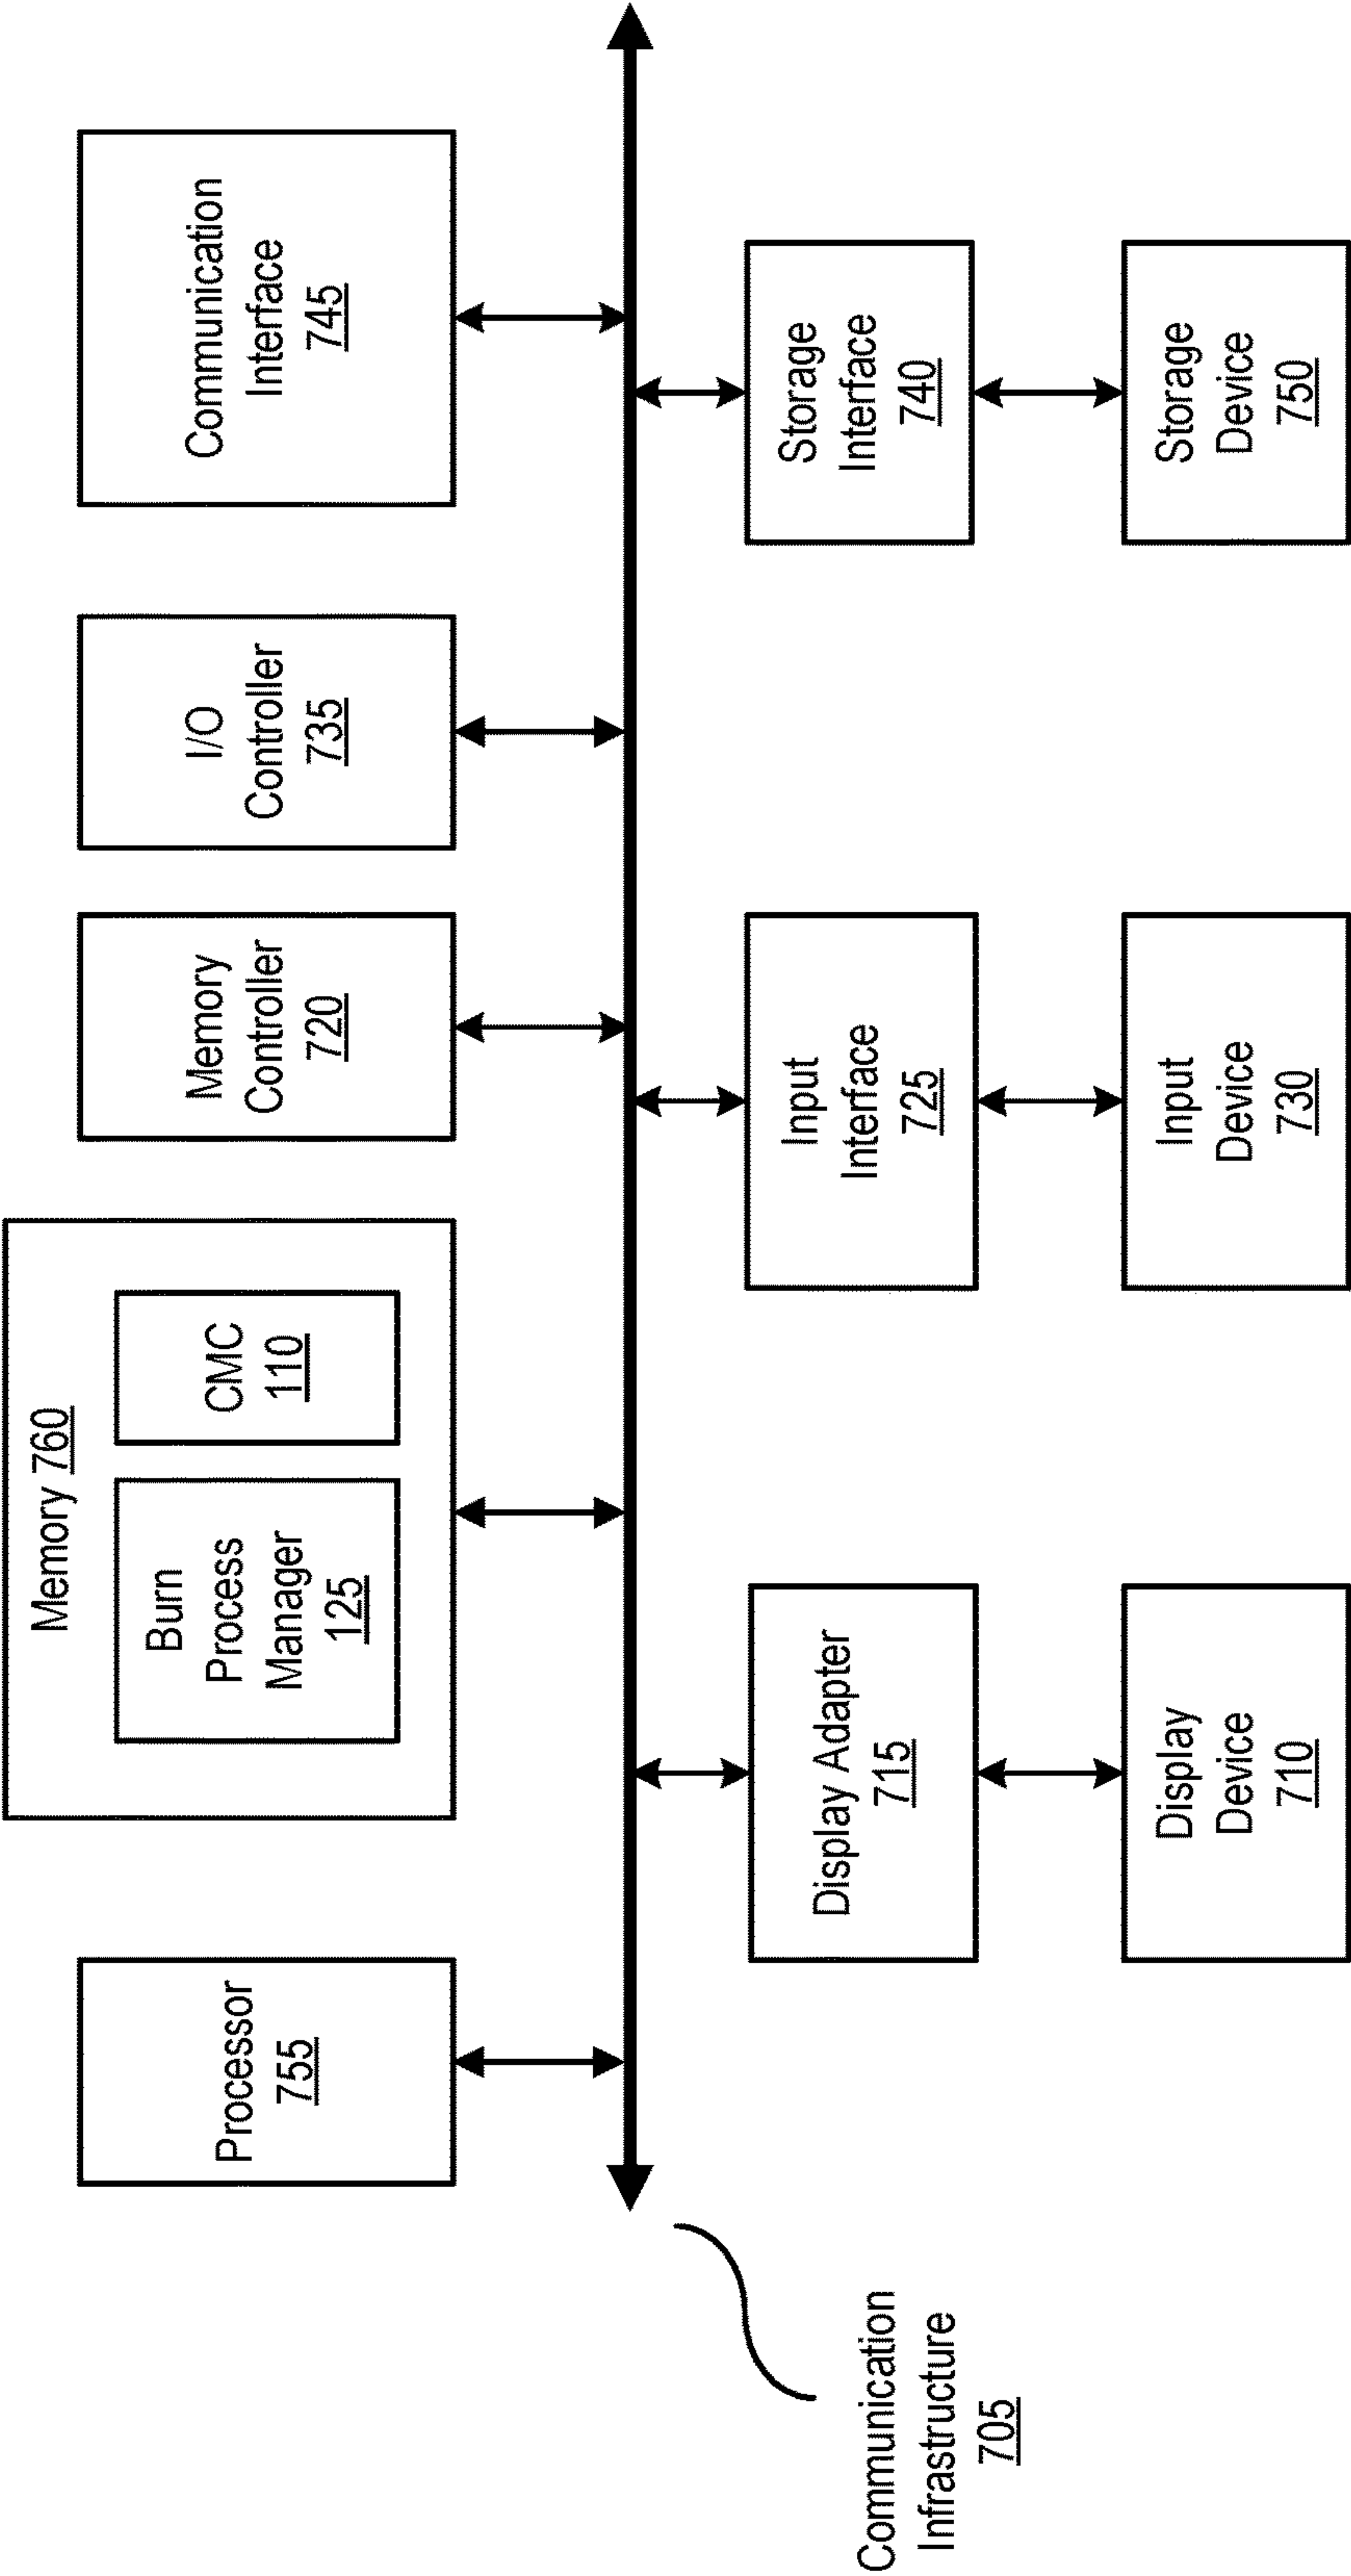 Processor
755
Memory 760
Burn
Process
Manager
125
CMC
110
Memory
Controller
720
I/O
Controller
735
Communication
Interface
745
Communication
Infrastructure
705
Display Adapter
715
Input
Interface
725
Storage
Interface
740
Display
Device
710
Input
Device
730
Storage
Device
750